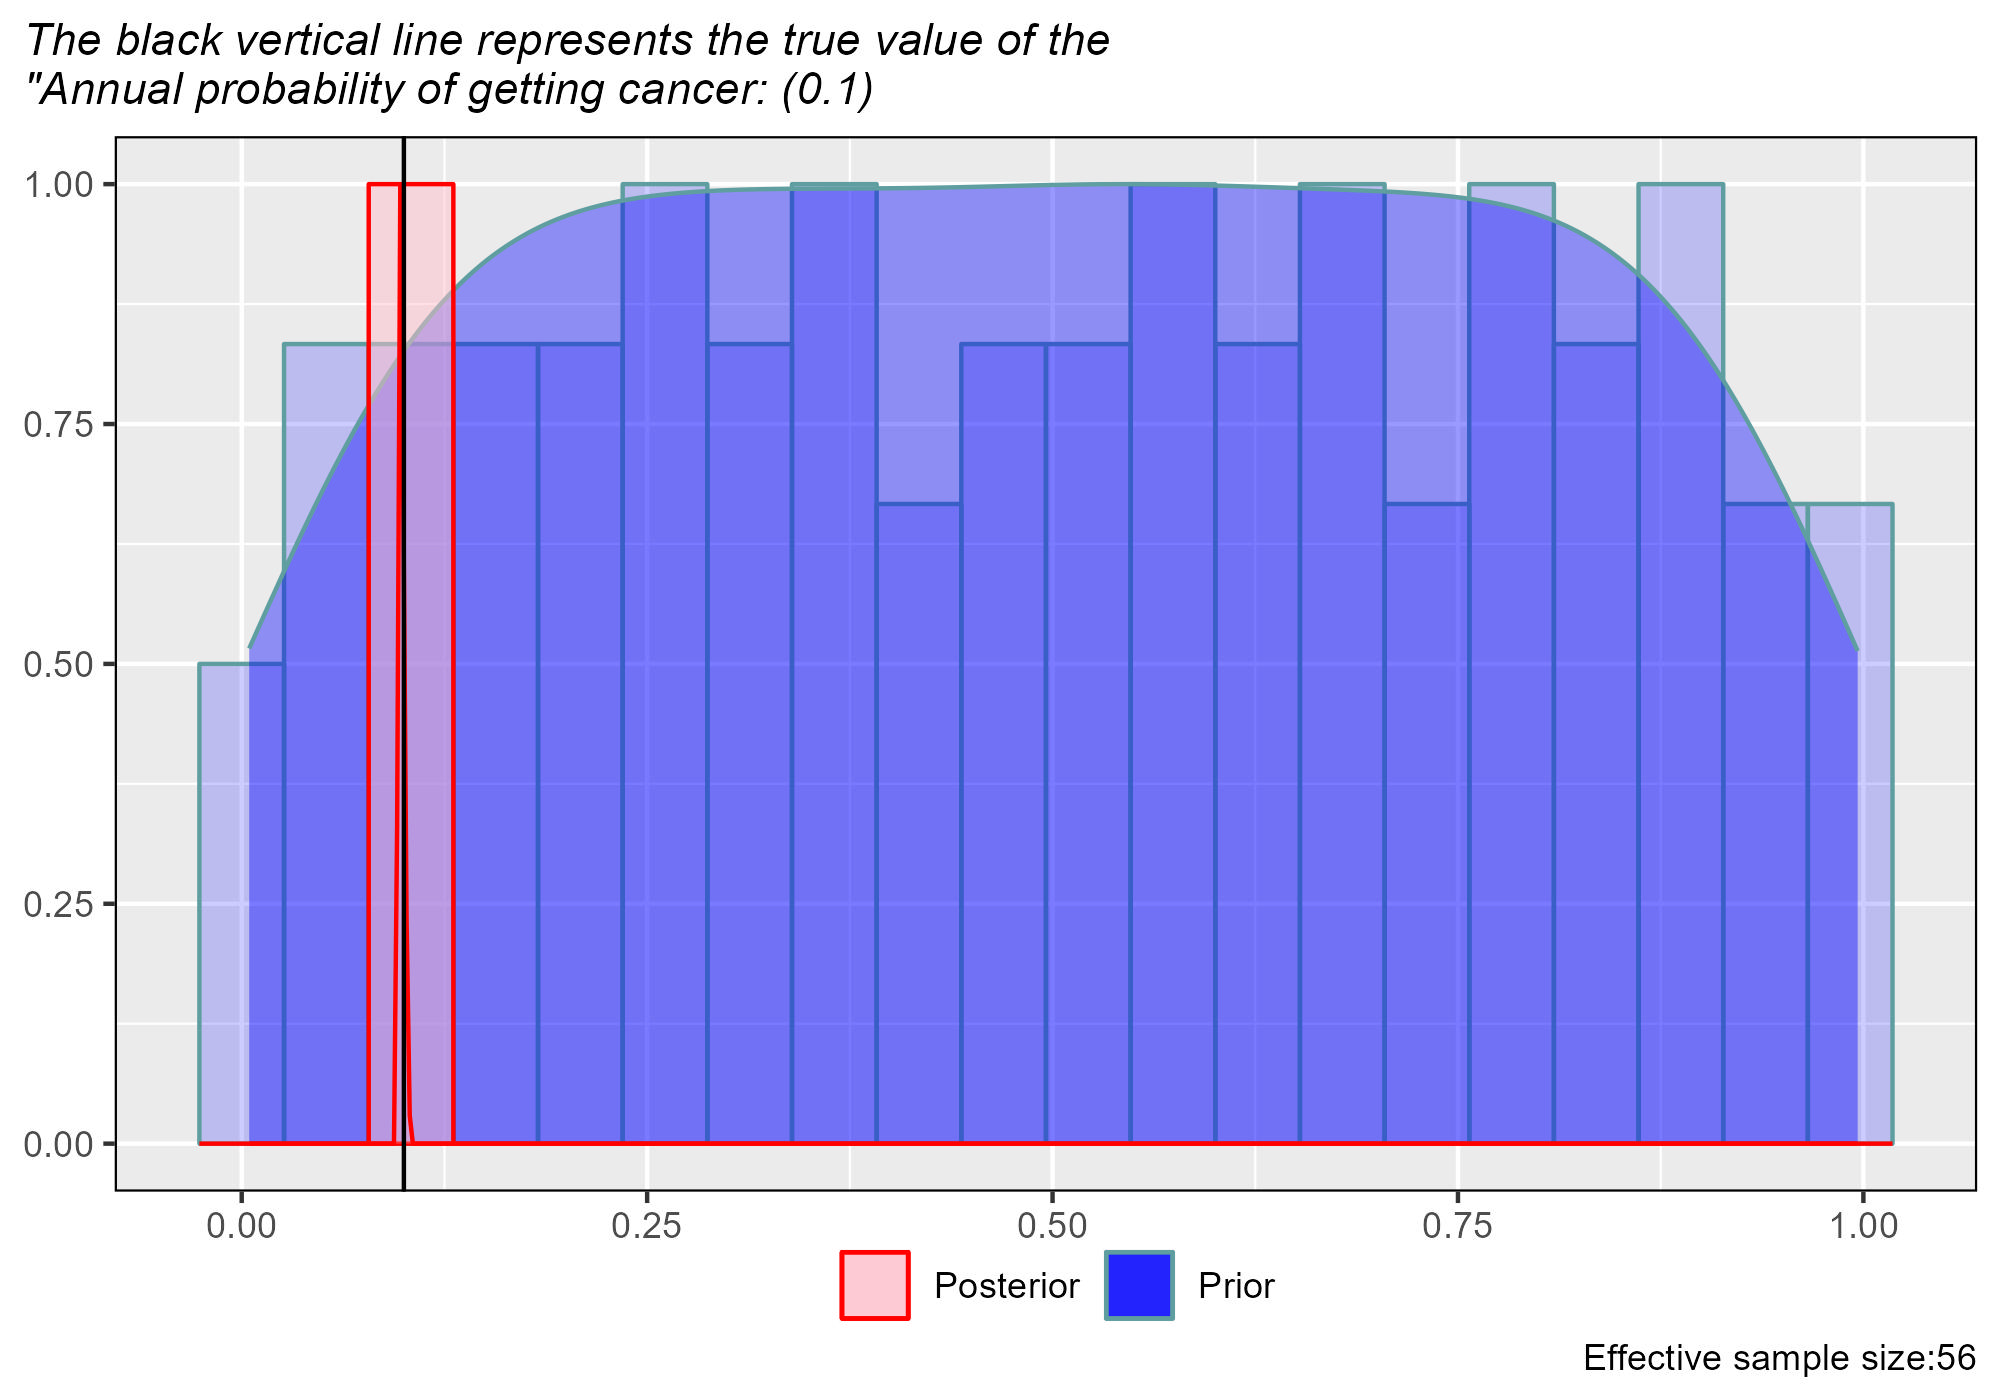 The black vertical line represents the true value of the
"Annual probability of getting cancer: (0.1)
1.00
0.75
0.50
0.25
0.00
0.00 0.25 0.50 0.75 1.00
Posterior Prior
Effective sample size:56